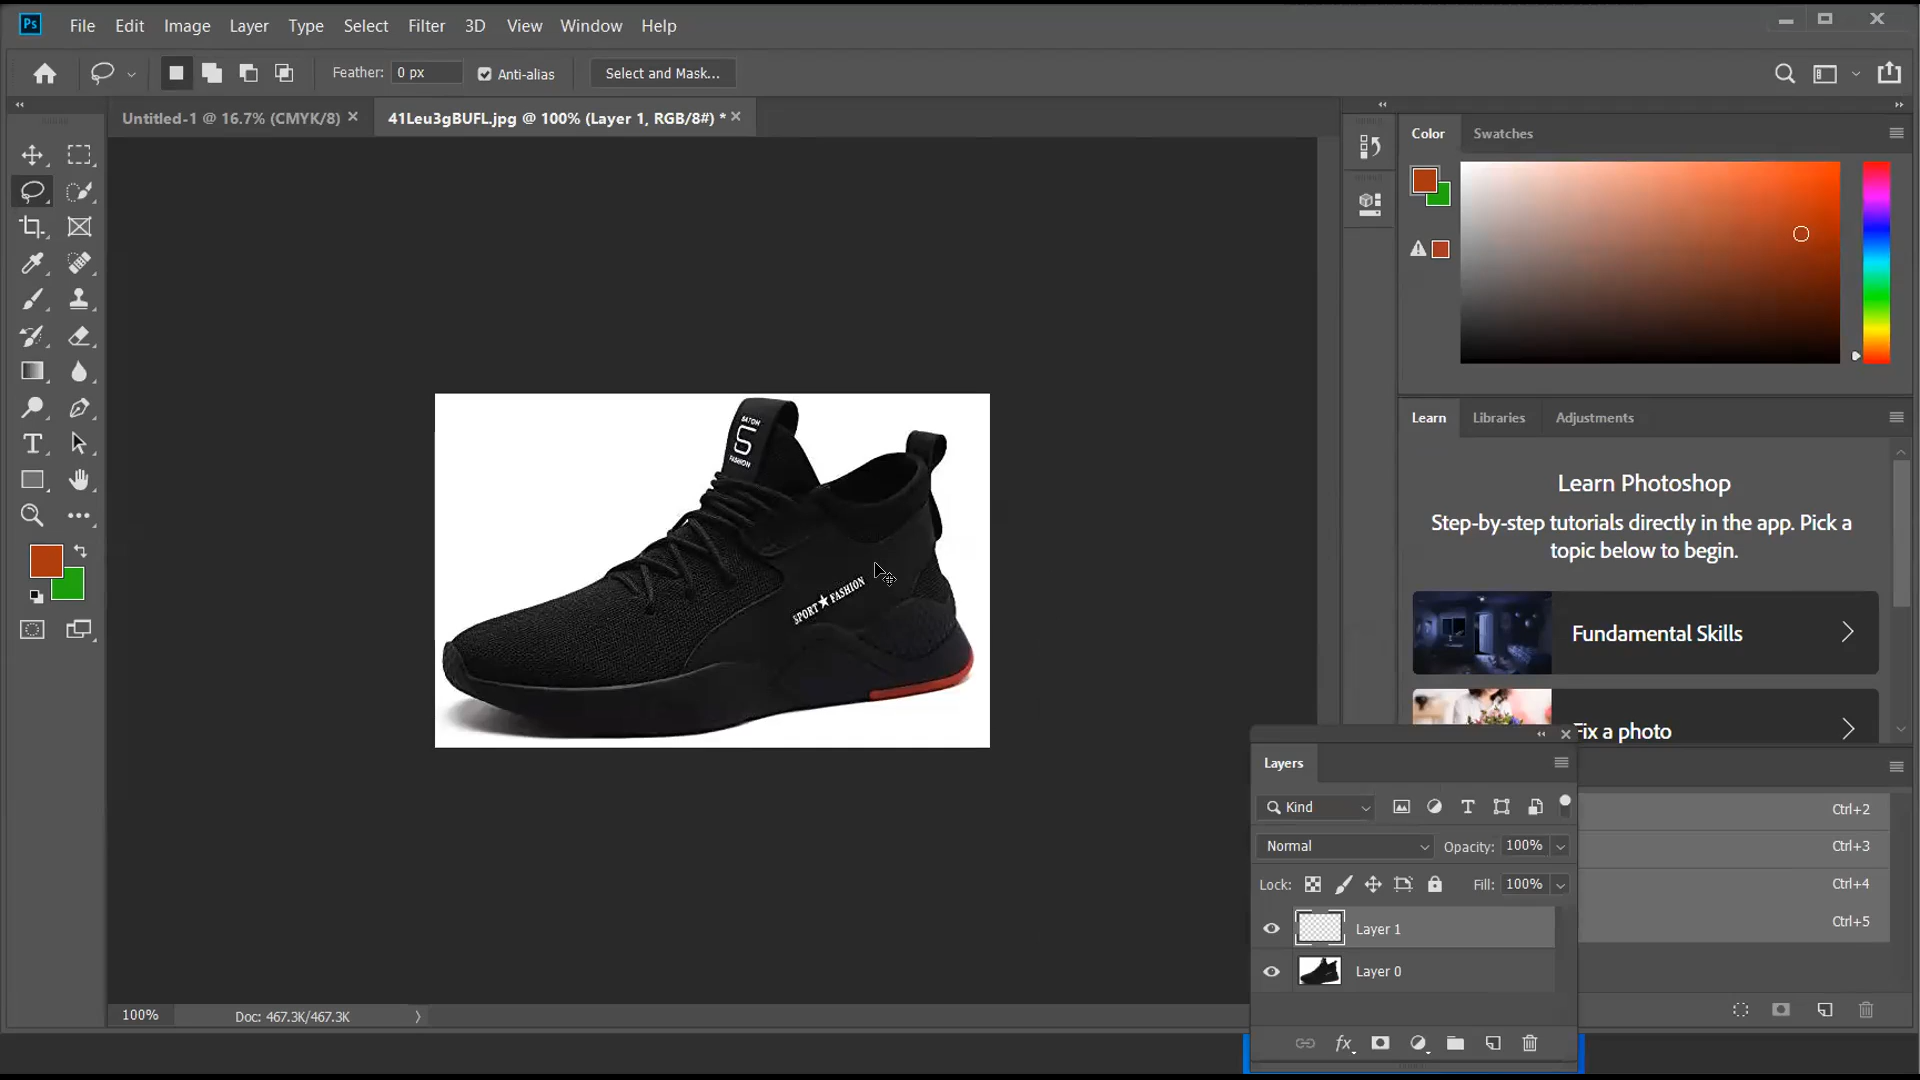 Ps File Edit Image Layer Type Select Filter 3D View Window Help
Feather: 0 px Anti-alias Select and Mask...
Untitled-1 @ 16.7% (CMYK/8) × 41Leu3gBUFL.jpg @ 100% (Layer 1, RGB/8#) * ×
Color Swatches
SATON
S
FASHION
SPORT★FASHION
Learn Libraries Adjustments
Learn Photoshop
Step-by-step tutorials directly in the app. Pick a
topic below to begin.
Fundamental Skills
Fix a photo
Layers
Kind
Normal Opacity: 100%
Lock: Fill: 100%
Layer 1
Layer 0
fx
Ctrl+2
Ctrl+3
Ctrl+4
Ctrl+5
100% Doc: 467.3K/467.3K